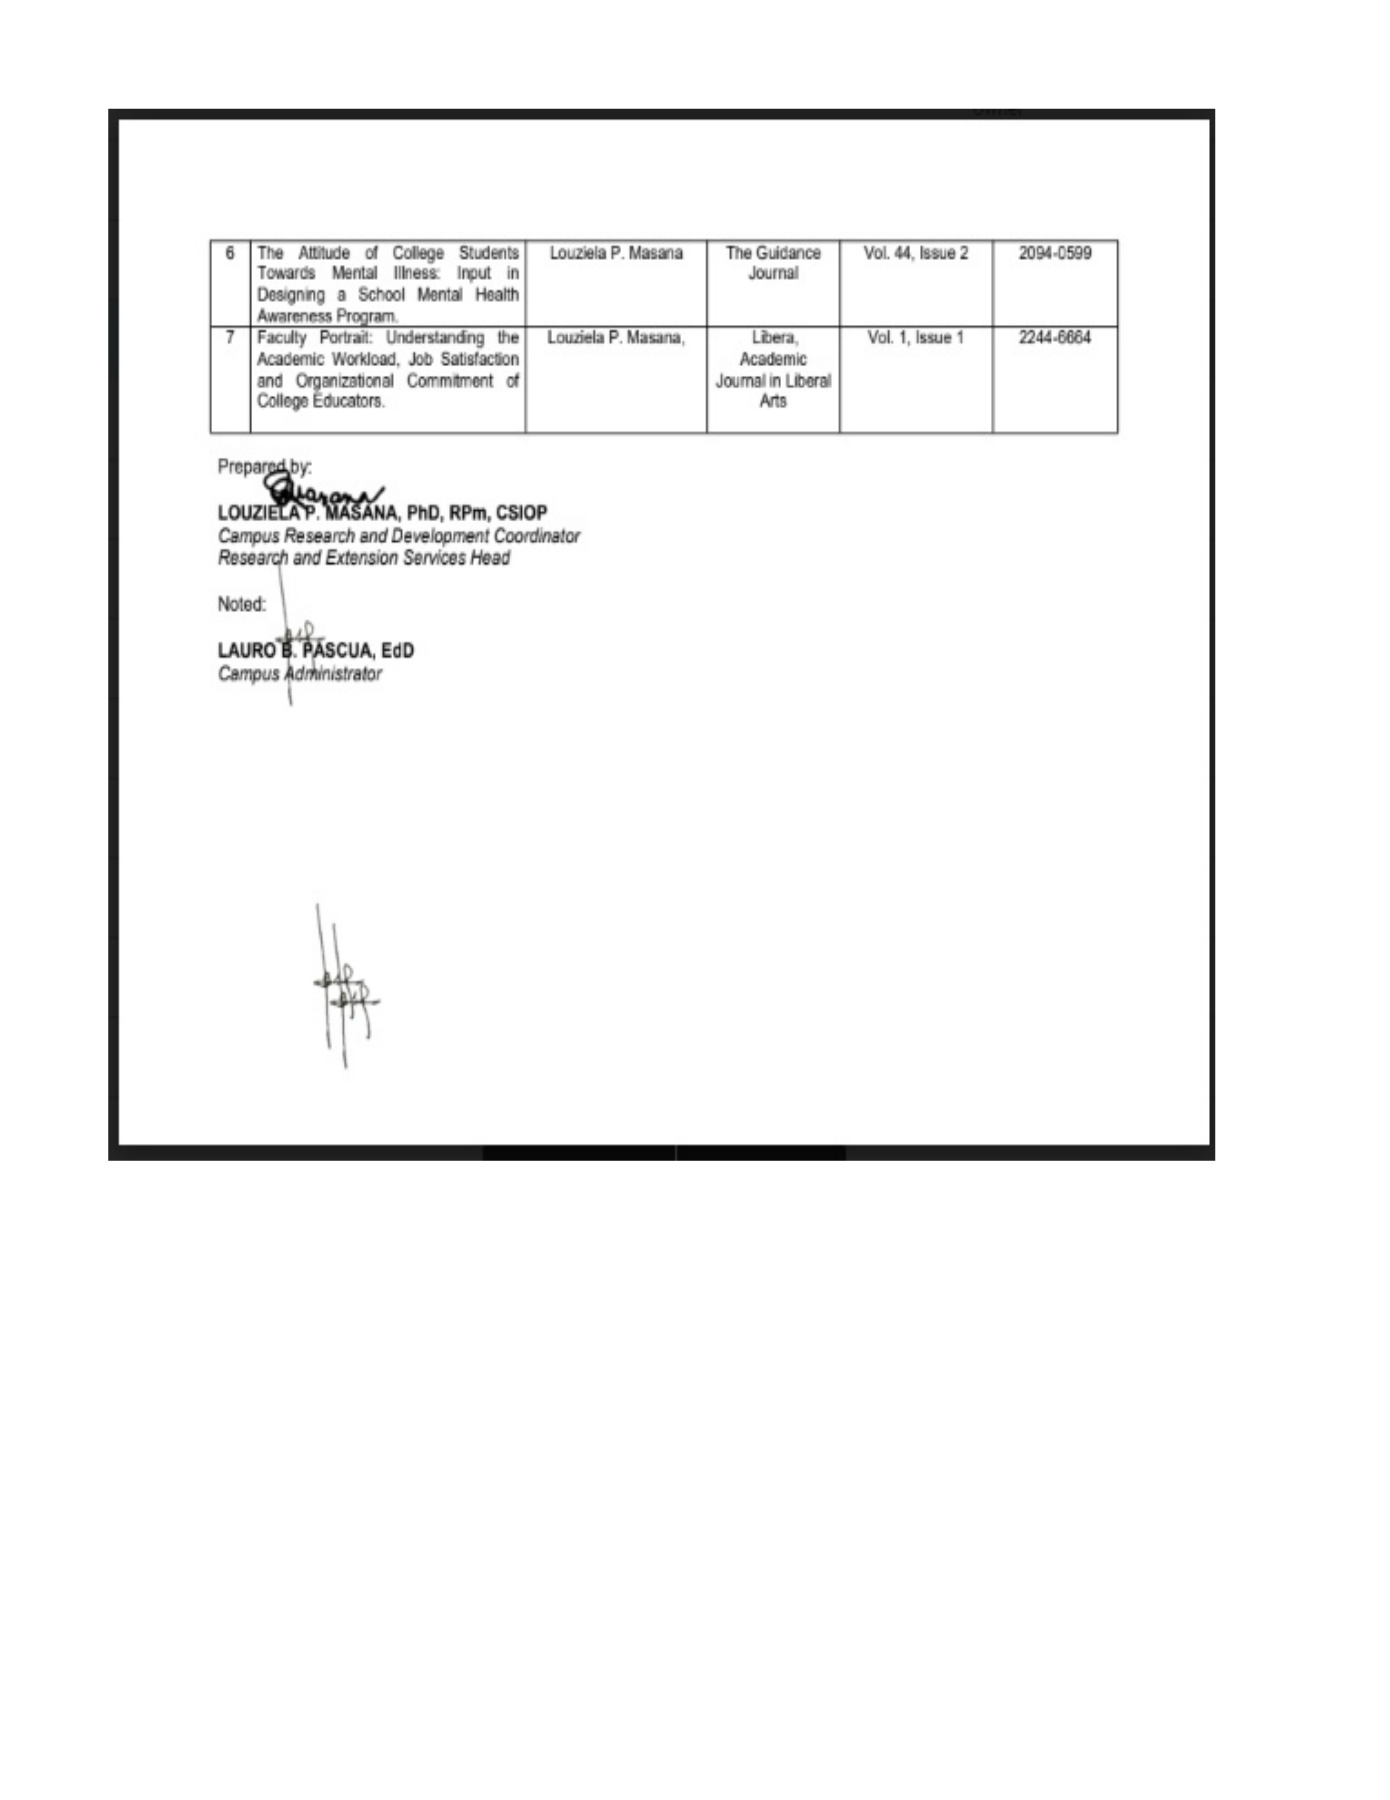 6 The Attitude of College Students Louziela P. Masana The Guidance Vol. 44, Issue 2 2094-0599
Towards Mental Illness: Input in Journal
Designing a School Mental Health
Awareness Program.
7 Faculty Portrait: Understanding the Louziela P. Masana, Libera, Vol. 1, Issue 1 2244-6664
Academic Workload, Job Satisfaction Academic
and Organizational Commitment of Journal in Liberal
College Educators. Arts
Prepared by:
LOUZIELA P. MASANA, PhD, RPm, CSIOP
Campus Research and Development Coordinator
Research and Extension Services Head
Noted:
LAURO B. PASCUA, EdD
Campus Administrator